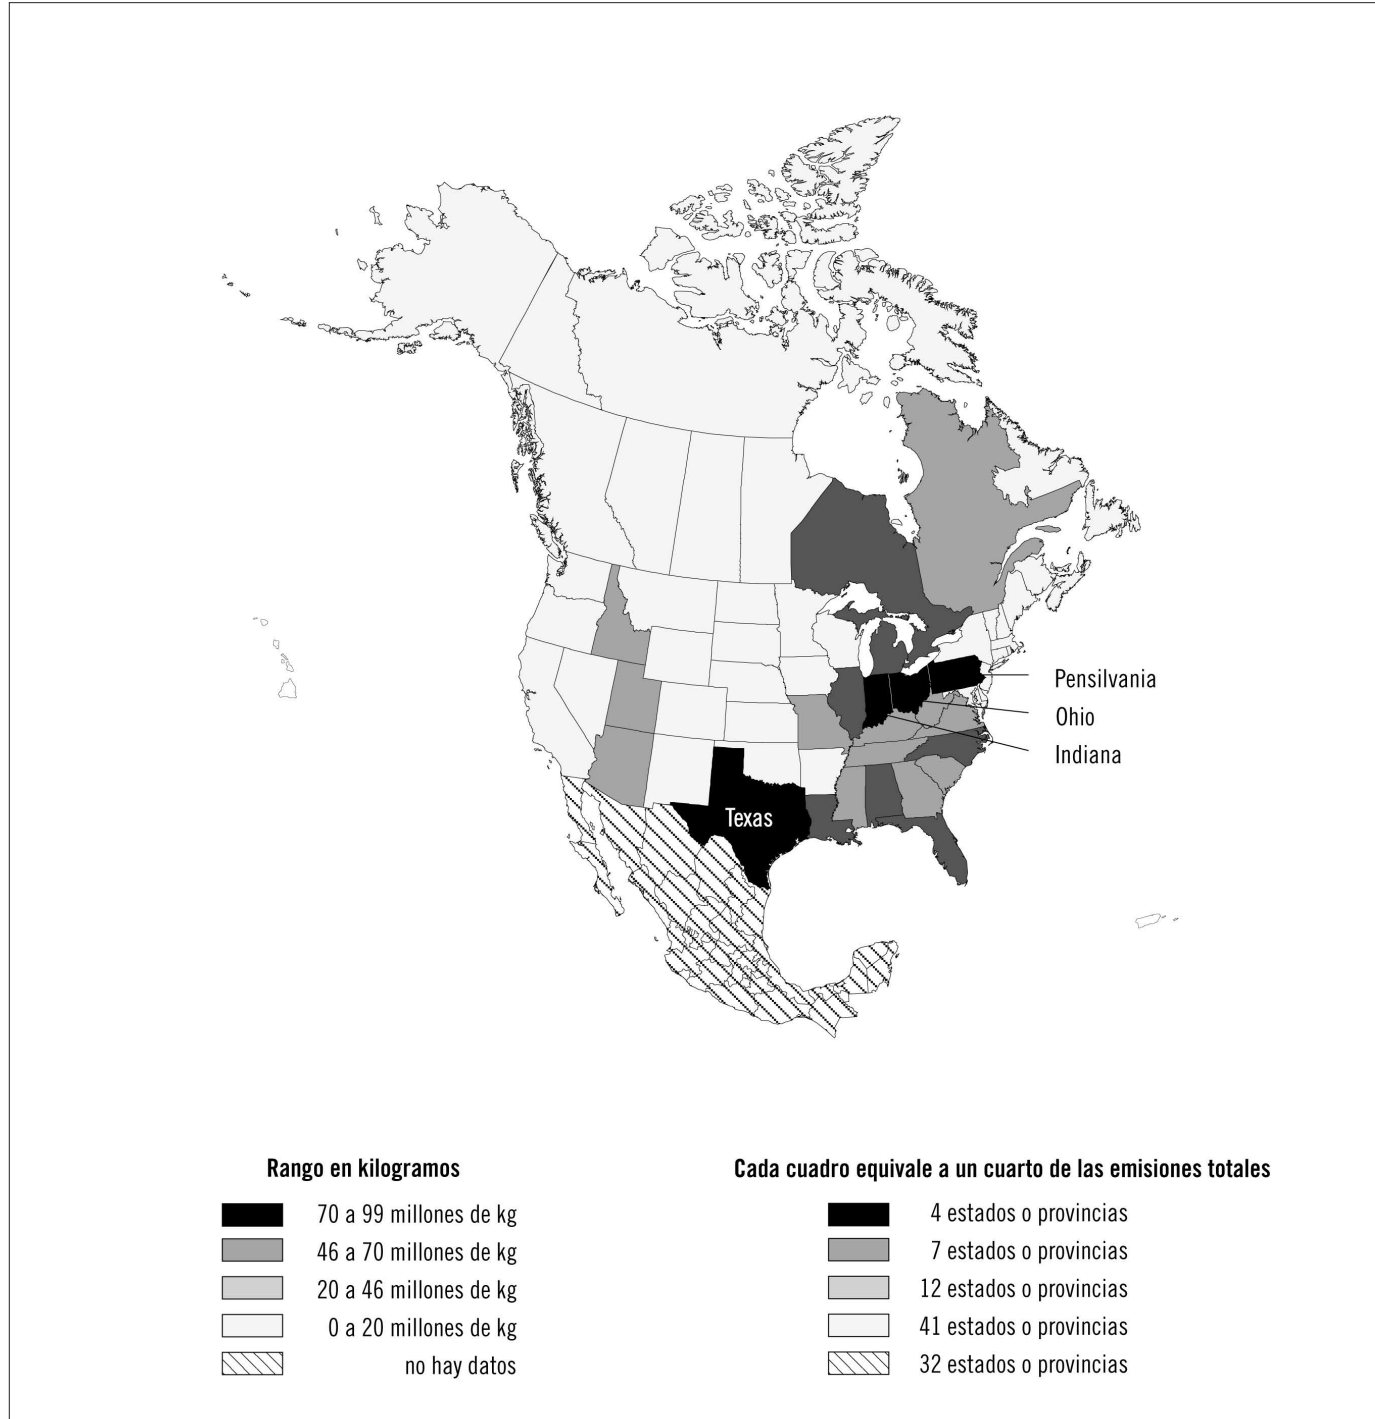 Pensilvania
Ohio
Indiana
Texas
Rango en kilogramos
70 a 99 millones de kg
46 a 70 millones de kg
20 a 46 millones de kg
0 a 20 millones de kg
no hay datos
Cada cuadro equivale a un cuarto de las emisiones totales
4 estados o provincias
7 estados o provincias
12 estados o provincias
41 estados o provincias
32 estados o provincias